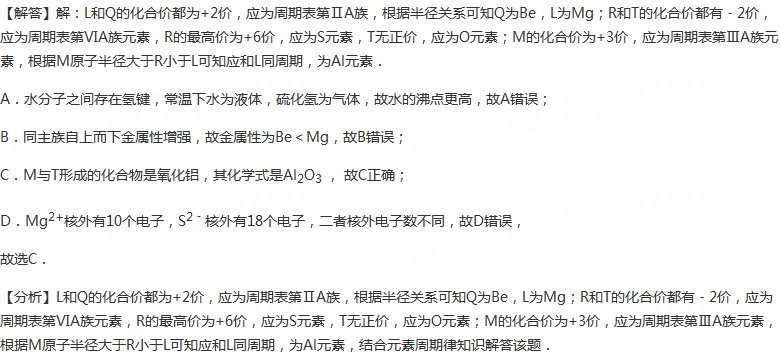 【解答】解：L和Q的化合价都为+2价，应为周期表第ⅡA族，根据半径关系可知Q为Be，L为Mg；R和T的化合价都有－2价，
应为周期表第ⅥA族元素，R的最高价为+6价，应为S元素，T无正价，应为O元素；M的化合价为+3价，应为周期表第ⅢA族元
素，根据M原子半径大于R小于L可知应和L同周期，为Al元素．
A．水分子之间存在氢键，常温下水为液体，硫化氢为气体，故水的沸点更高，故A错误；
B．同主族自上而下金属性增强，故金属性为Be＜Mg，故B错误；
C．M与T形成的化合物是氧化铝，其化学式是Al₂O₃ ，故C正确；
D．Mg²⁺核外有10个电子，S²⁻核外有18个电子，二者核外电子数不同，故D错误，
故选C．
【分析】L和Q的化合价都为+2价，应为周期表第ⅡA族，根据半径关系可知Q为Be，L为Mg；R和T的化合价都有－2价，应为
周期表第ⅥA族元素，R的最高价为+6价，应为S元素，T无正价，应为O元素；M的化合价为+3价，应为周期表第ⅢA族元素，
根据M原子半径大于R小于L可知应和L同周期，为Al元素，结合元素周期律知识解答该题．